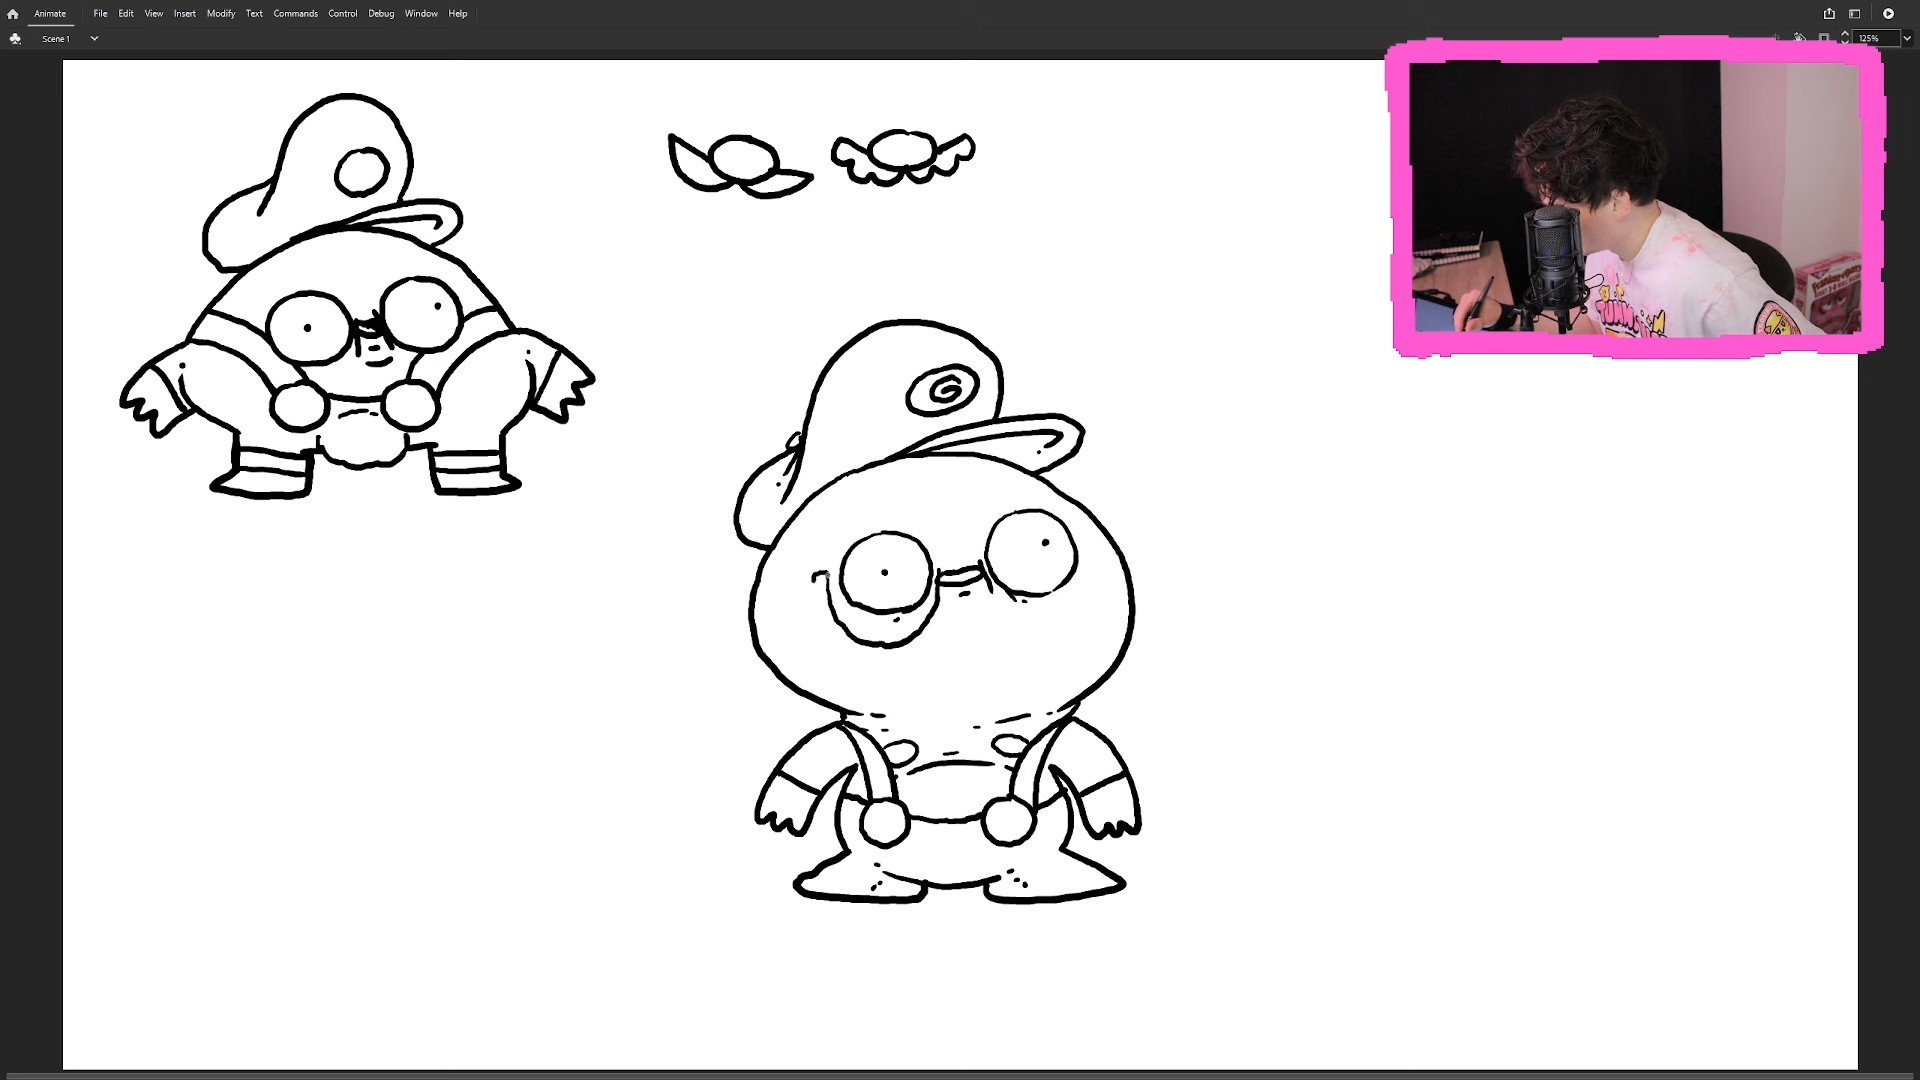 Animate File Edit View Insert Modify Text Commands Control Debug Window Help
Scene 1
125%